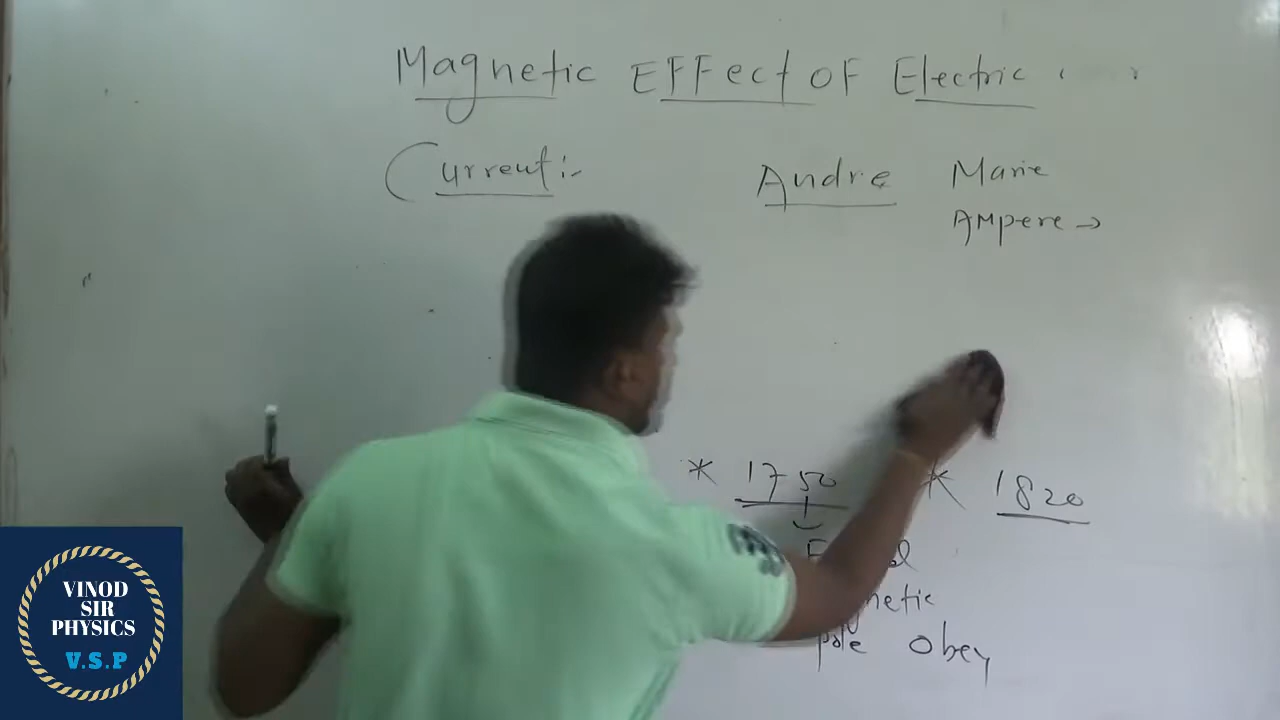 Magnetic Effect of Electric
Current :-
Andre Marie
Ampere →
* 1750
* 1820
netic
pole obey
VINOD
SIR
PHYSICS
V.S.P